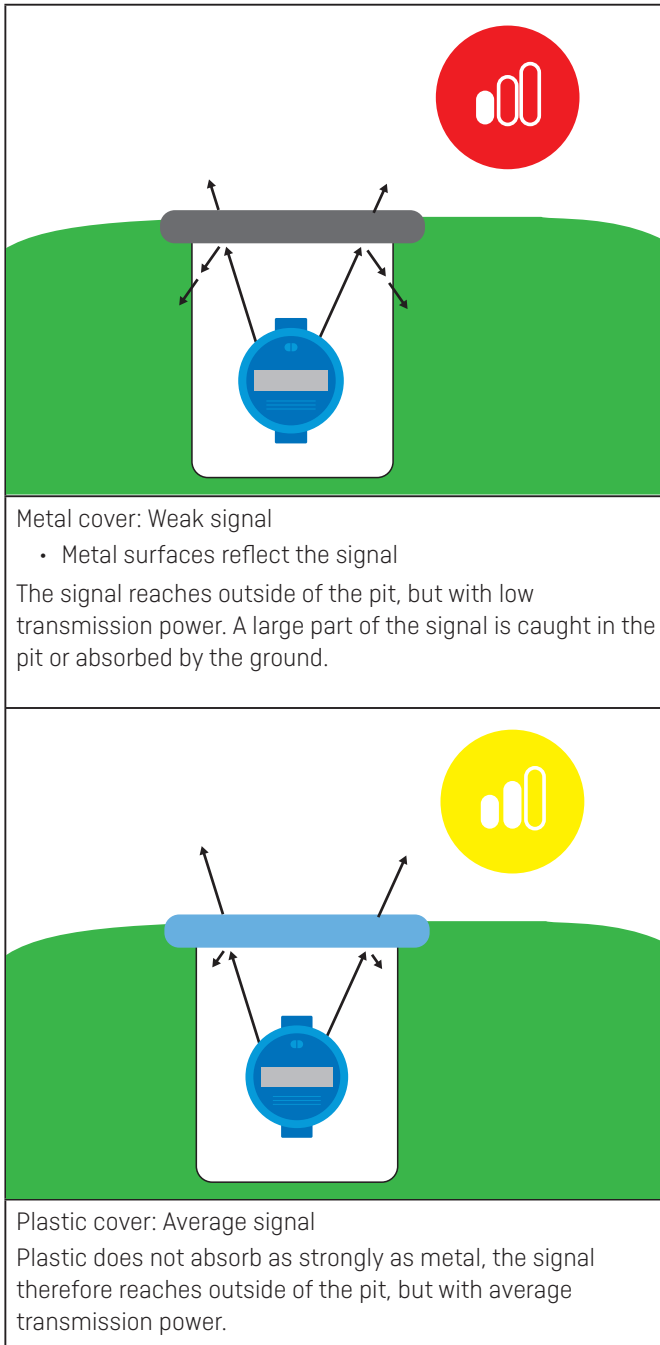 Metal cover: Weak signal
• Metal surfaces reflect the signal
The signal reaches outside of the pit, but with low
transmission power. A large part of the signal is caught in the
pit or absorbed by the ground.
Plastic cover: Average signal
Plastic does not absorb as strongly as metal, the signal
therefore reaches outside of the pit, but with average
transmission power.